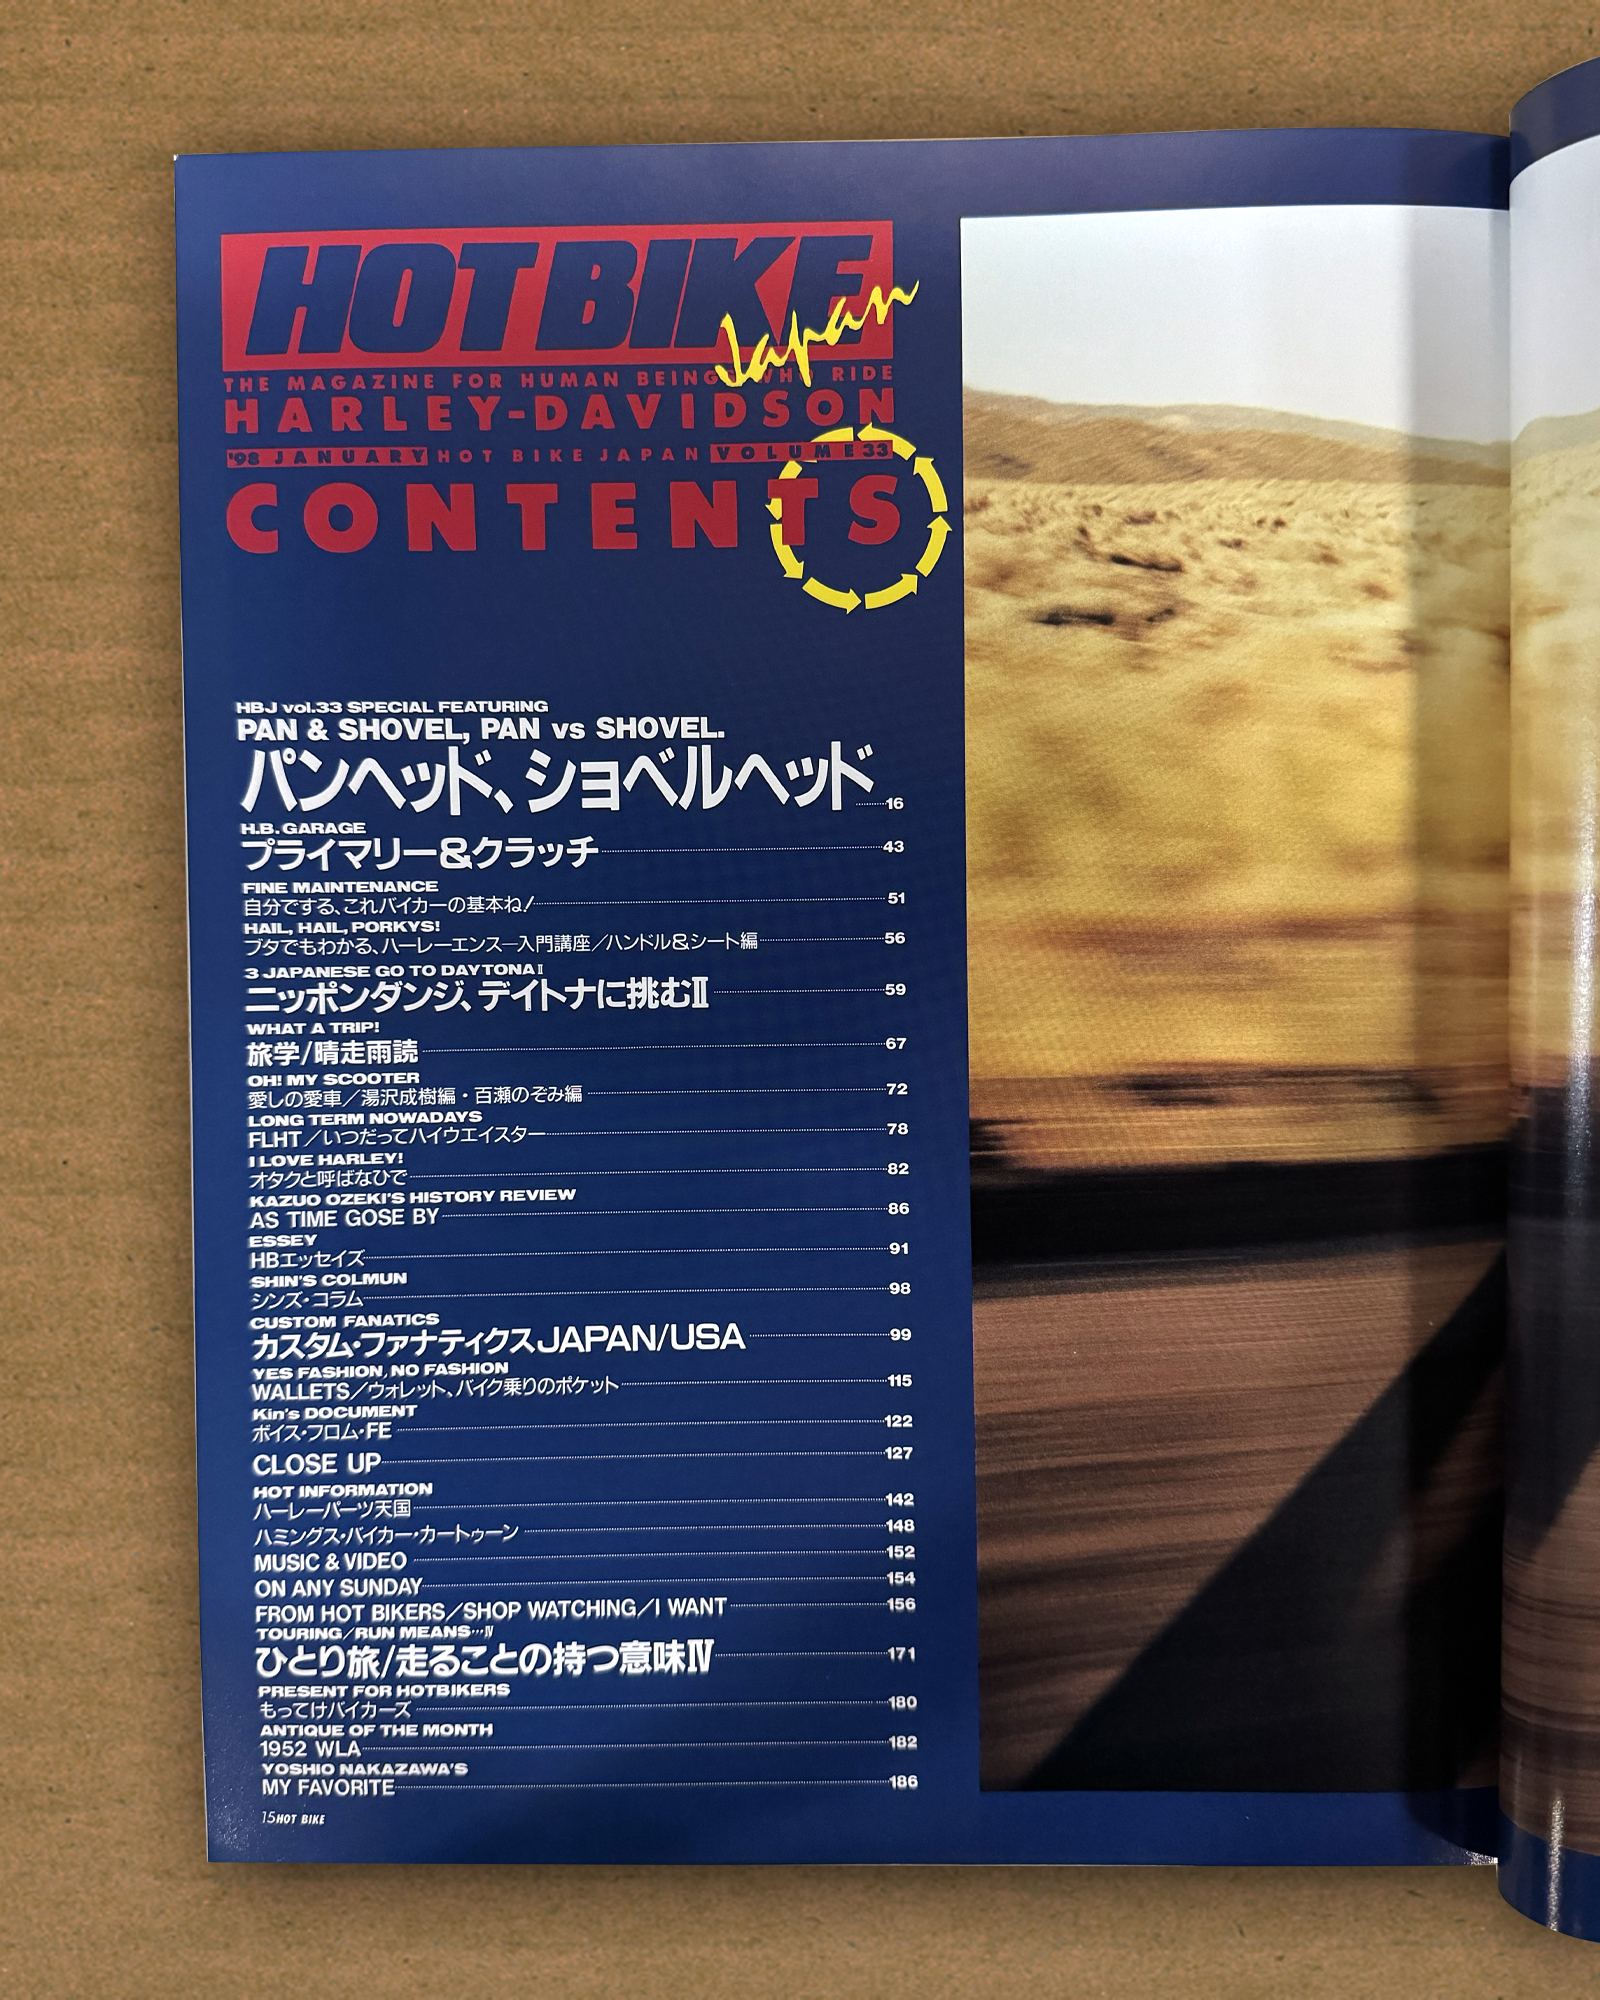 HOT BIKE
Japan
THE MAGAZINE FOR HUMAN BEINGS WHO RIDE
HARLEY-DAVIDSON
'98 JANUARY HOT BIKE JAPAN VOLUME 33
CONTENTS
HBJ vol.33 SPECIAL FEATURING
PAN & SHOVEL, PAN vs SHOVEL.
パンヘッド、ショベルヘッド 16
H.B. GARAGE
プライマリー&クラッチ 43
FINE MAINTENANCE
自分でする、これバイカーの基本ね! 51
HAIL, HAIL, PORKYS!
ブタでもわかる、ハーレーエンスー入門講座／ハンドル&シート編 56
3 JAPANESE GO TO DAYTONA II
ニッポンダンジ、デイトナに挑むII 59
WHAT A TRIP!
旅学/晴走雨読 67
OH! MY SCOOTER
愛しの愛車／湯沢成樹編・百瀬のぞみ編 72
LONG TERM NOWADAYS
FLHT／いつだってハイウエイスター 78
I LOVE HARLEY!
オタクと呼ばなひで 82
KAZUO OZEKI'S HISTORY REVIEW
AS TIME GOSE BY 86
ESSEY
HBエッセイズ 91
SHIN'S COLMUN
シンズ・コラム 98
CUSTOM FANATICS
カスタム・ファナティクスJAPAN/USA 99
YES FASHION, NO FASHION
WALLETS／ウォレット、バイク乗りのポケット 115
Kin's DOCUMENT
ボイス・フロム・FE 122
CLOSE UP 127
HOT INFORMATION
ハーレーパーツ天国 142
ハミングス・バイカー・カートゥーン 148
MUSIC & VIDEO 152
ON ANY SUNDAY 154
FROM HOT BIKERS／SHOP WATCHING／I WANT 156
TOURING／RUN MEANS…IV
ひとり旅/走ることの持つ意味IV 171
PRESENT FOR HOTBIKERS
もってけバイカーズ 180
ANTIQUE OF THE MONTH
1952 WLA 182
YOSHIO NAKAZAWA'S
MY FAVORITE 186
15 HOT BIKE